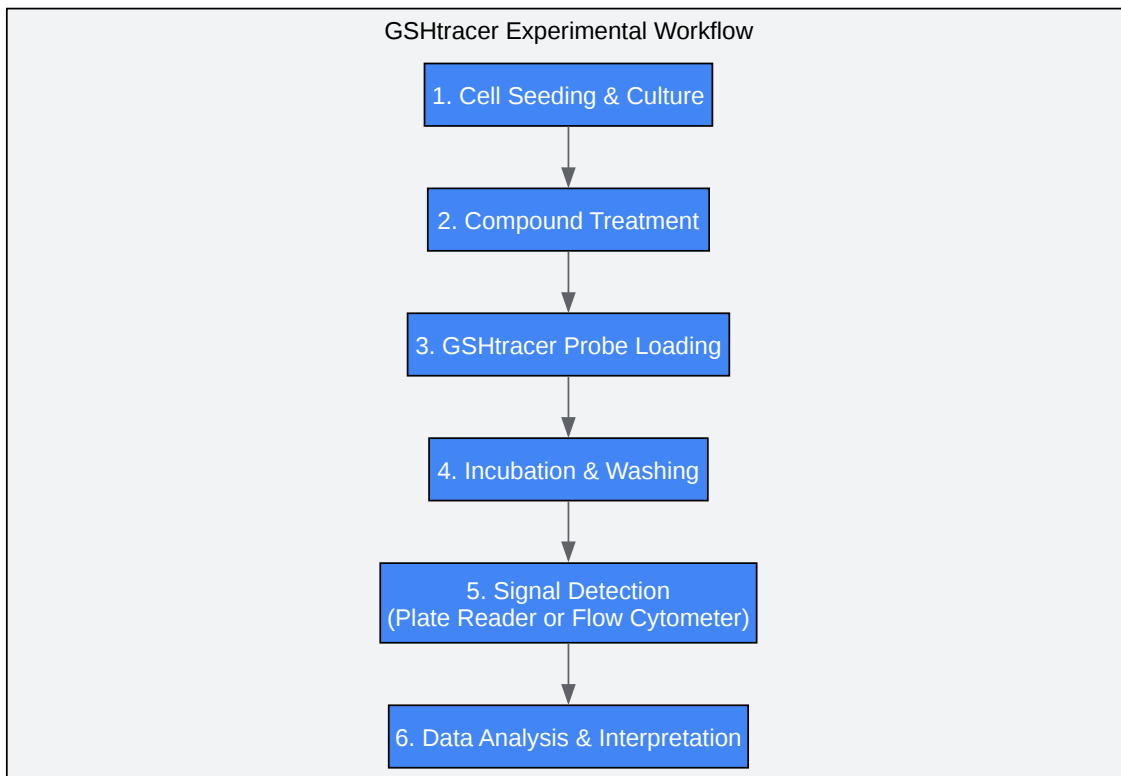 GSHtracer Experimental Workflow
1. Cell Seeding & Culture
2. Compound Treatment
3. GSHtracer Probe Loading
4. Incubation & Washing
5. Signal Detection
(Plate Reader or Flow Cytometer)
6. Data Analysis & Interpretation